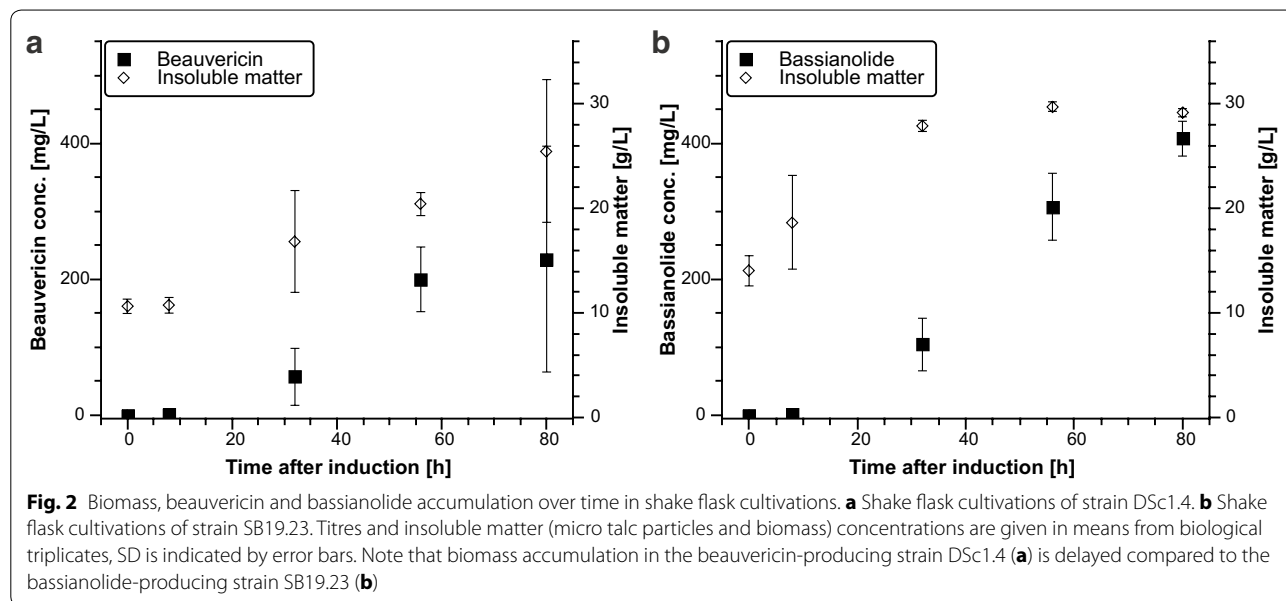 a
Beauvericin
Insoluble matter
Beauvericin conc. [mg/L]
400
200
0
30
20
10
0
Insoluble matter [g/L]
0 20 40 60 80
Time after induction [h]
b
Bassianolide
Insoluble matter
Bassianolide conc. [mg/L]
400
200
0
30
20
10
0
Insoluble matter [g/L]
0 20 40 60 80
Time after induction [h]
Fig. 2 Biomass, beauvericin and bassianolide accumulation over time in shake flask cultivations. a Shake flask cultivations of strain DSc1.4. b Shake
flask cultivations of strain SB19.23. Titres and insoluble matter (micro talc particles and biomass) concentrations are given in means from biological
triplicates, SD is indicated by error bars. Note that biomass accumulation in the beauvericin-producing strain DSc1.4 (a) is delayed compared to the
bassianolide-producing strain SB19.23 (b)